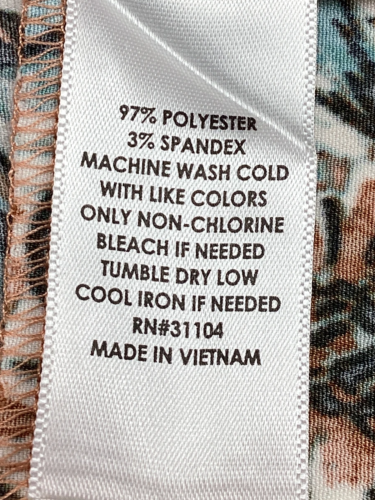 97% POLYESTER
3% SPANDEX
MACHINE WASH COLD
WITH LIKE COLORS
ONLY NON-CHLORINE
BLEACH IF NEEDED
TUMBLE DRY LOW
COOL IRON IF NEEDED
RN#31104
MADE IN VIETNAM